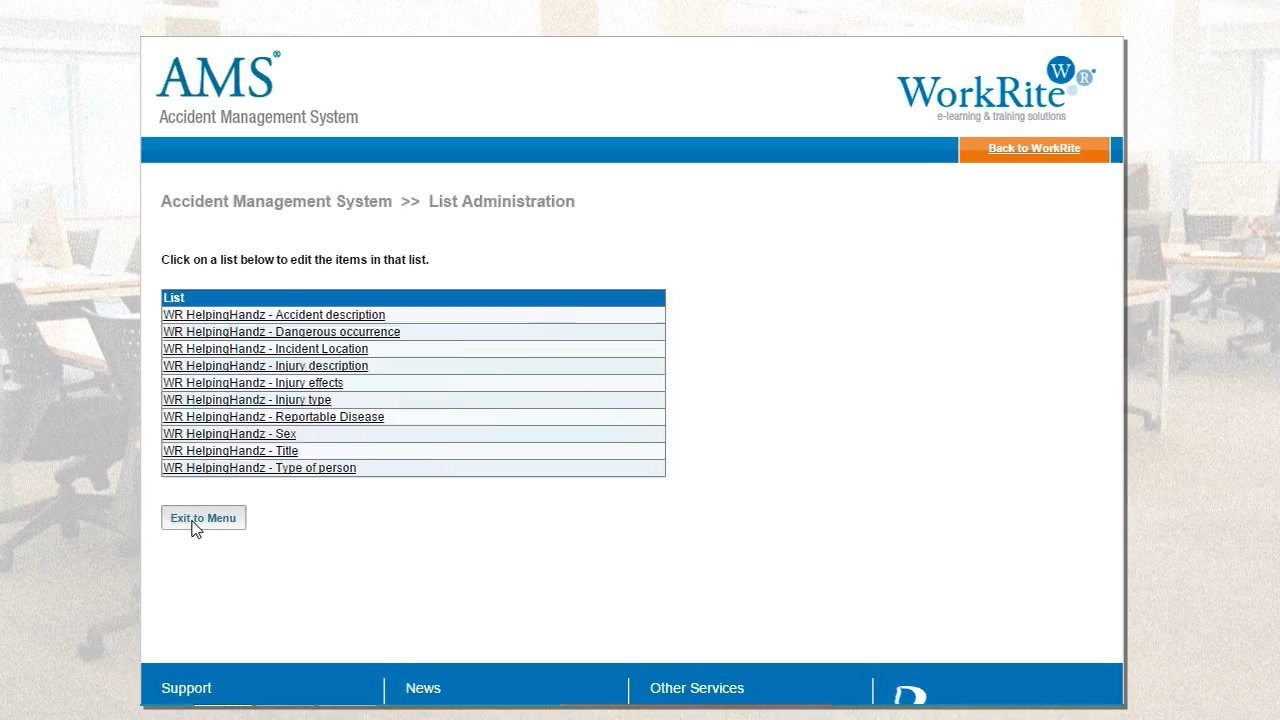 AMS®
Accident Management System
WorkRite
W R
e-learning & training solutions
Back to WorkRite
Accident Management System >> List Administration
Click on a list below to edit the items in that list.
List
WR HelpingHandz - Accident description
WR HelpingHandz - Dangerous occurrence
WR HelpingHandz - Incident Location
WR HelpingHandz - Injury description
WR HelpingHandz - Injury effects
WR HelpingHandz - Injury type
WR HelpingHandz - Reportable Disease
WR HelpingHandz - Sex
WR HelpingHandz - Title
WR HelpingHandz - Type of person
Exit to Menu
Support
News
Other Services